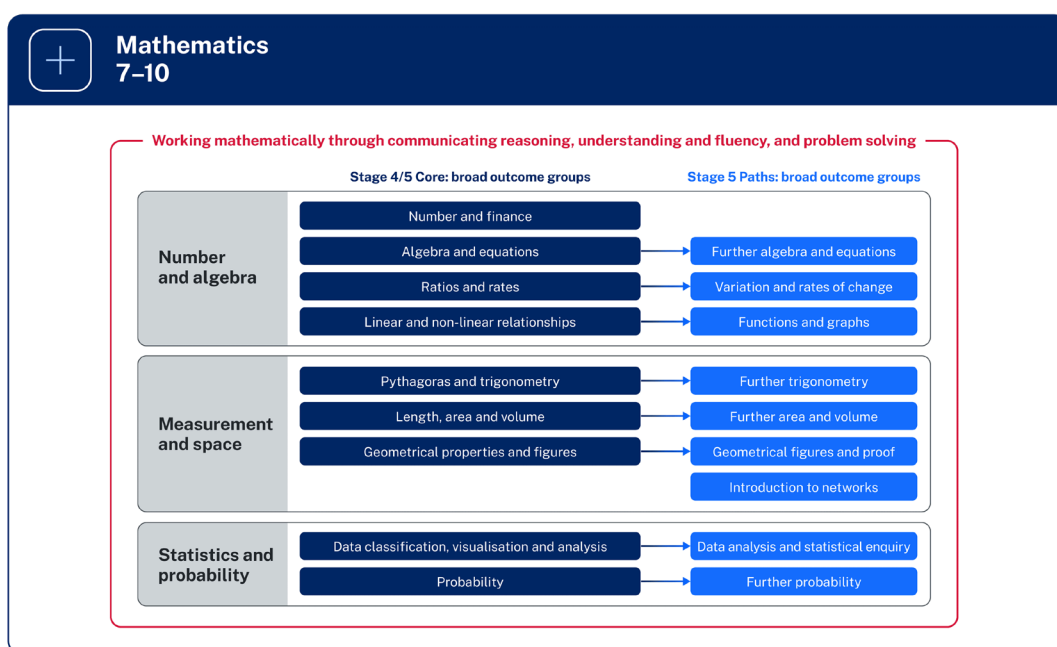 Mathematics
7–10
Working mathematically through communicating reasoning, understanding and fluency, and problem solving
Stage 4/5 Core: broad outcome groups
Stage 5 Paths: broad outcome groups
Number
and algebra
Number and finance
Algebra and equations
Further algebra and equations
Ratios and rates
Variation and rates of change
Linear and non-linear relationships
Functions and graphs
Measurement
and space
Pythagoras and trigonometry
Further trigonometry
Length, area and volume
Further area and volume
Geometrical properties and figures
Geometrical figures and proof
Introduction to networks
Statistics and
probability
Data classification, visualisation and analysis
Data analysis and statistical enquiry
Probability
Further probability